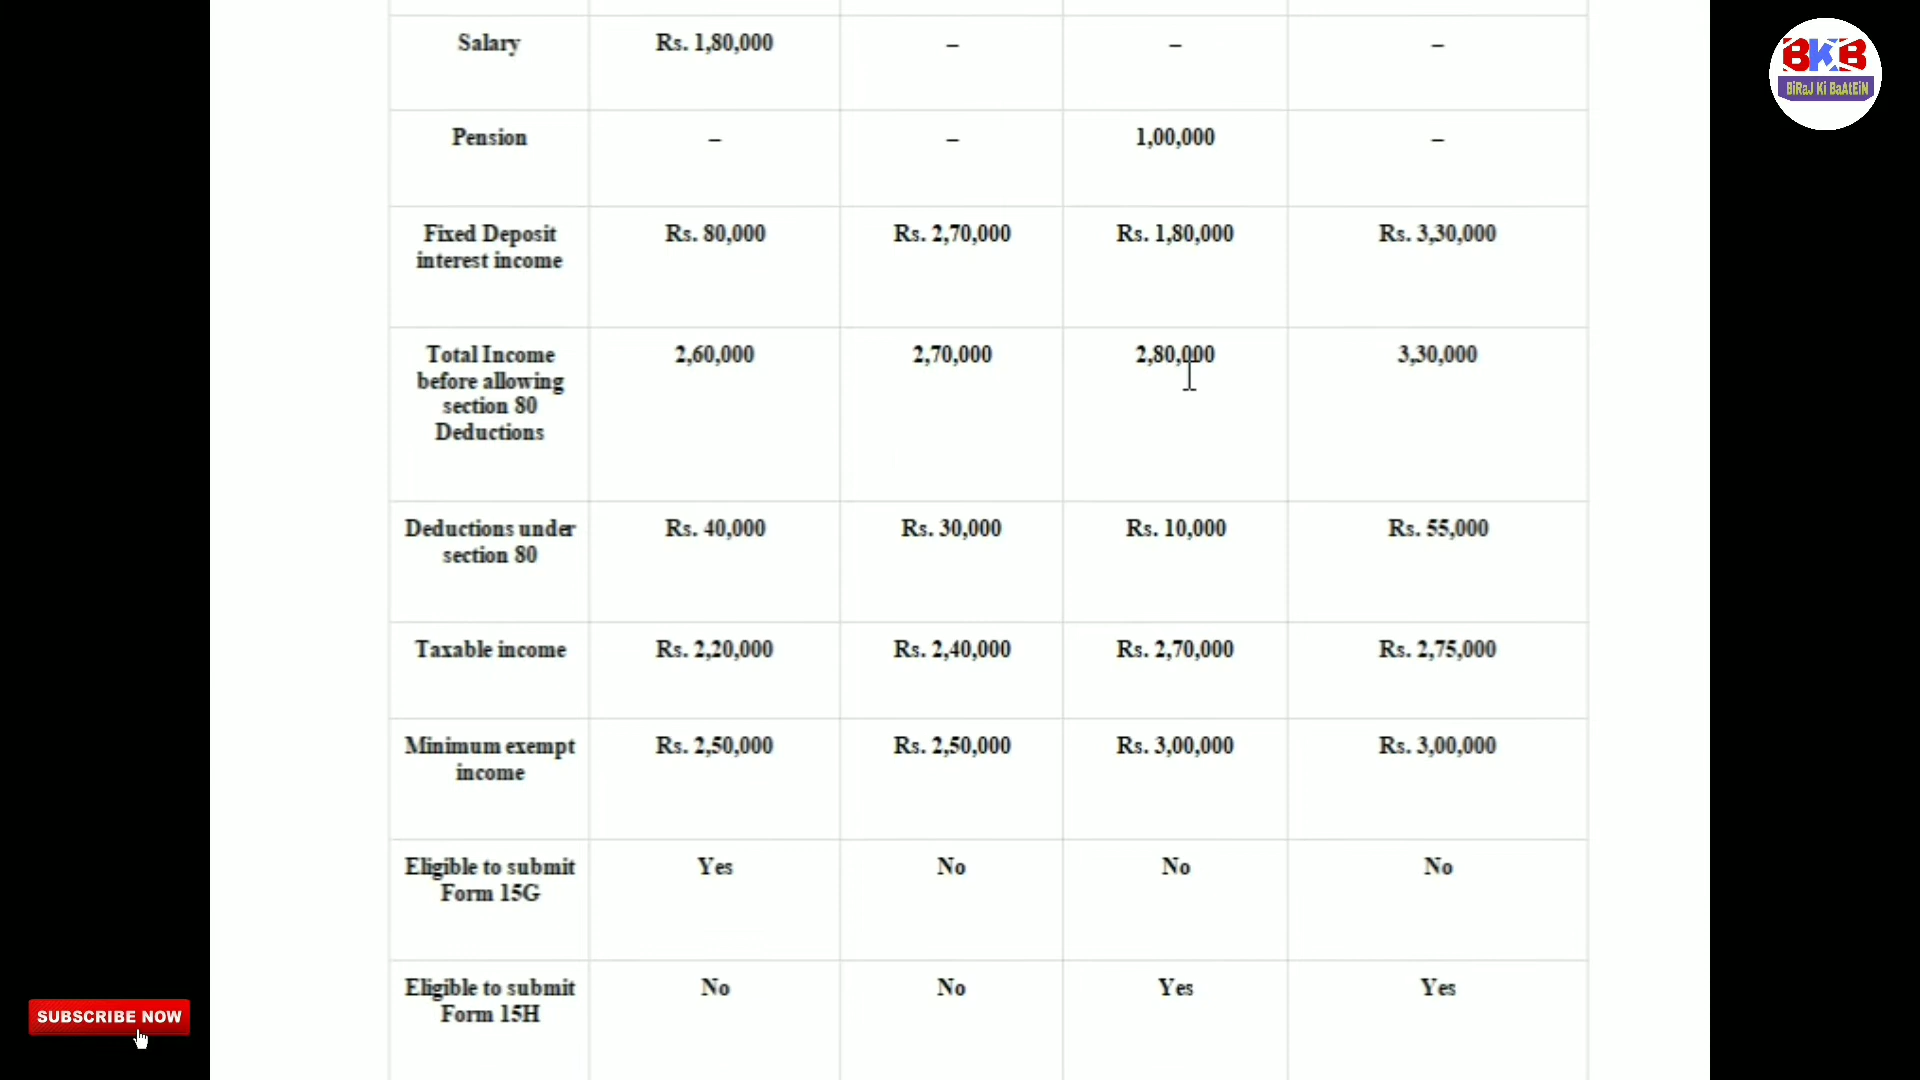 Salary Rs. 1,80,000 – – –
Pension – – 1,00,000 –
Fixed Deposit Rs. 80,000 Rs. 2,70,000 Rs. 1,80,000 Rs. 3,30,000
interest income
Total Income 2,60,000 2,70,000 2,80,000 3,30,000
before allowing
section 80
Deductions
Deductions under Rs. 40,000 Rs. 30,000 Rs. 10,000 Rs. 55,000
section 80
Taxable income Rs. 2,20,000 Rs. 2,40,000 Rs. 2,70,000 Rs. 2,75,000
Minimum exempt Rs. 2,50,000 Rs. 2,50,000 Rs. 3,00,000 Rs. 3,00,000
income
Eligible to submit Yes No No No
Form 15G
Eligible to submit No No Yes Yes
Form 15H
BKB
BiRaJ Ki BaAtEiN
SUBSCRIBE NOW